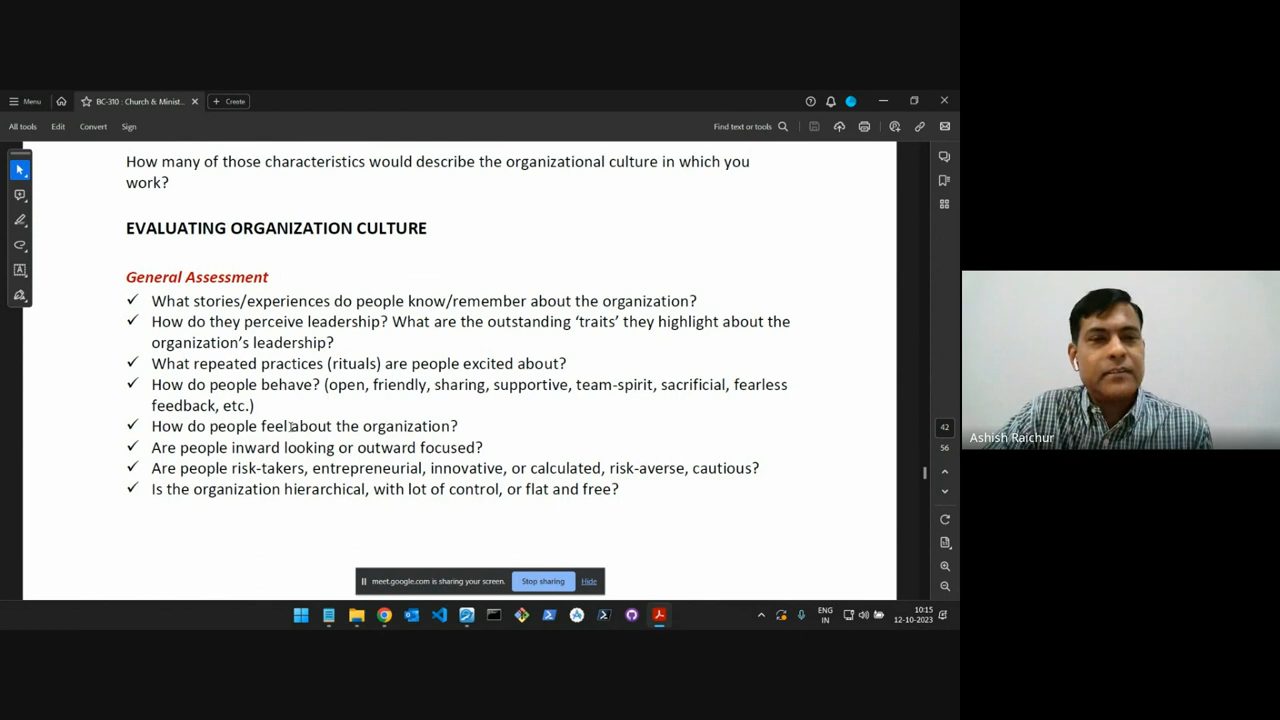 Menu
BC-310 : Church & Minist...
Create
All tools
Edit
Convert
Sign
Find text or tools
How many of those characteristics would describe the organizational culture in which you
work?
EVALUATING ORGANIZATION CULTURE
General Assessment
✓ What stories/experiences do people know/remember about the organization?
✓ How do they perceive leadership? What are the outstanding ‘traits’ they highlight about the
organization’s leadership?
✓ What repeated practices (rituals) are people excited about?
✓ How do people behave? (open, friendly, sharing, supportive, team-spirit, sacrificial, fearless
feedback, etc.)
✓ How do people feel about the organization?
✓ Are people inward looking or outward focused?
✓ Are people risk-takers, entrepreneurial, innovative, or calculated, risk-averse, cautious?
✓ Is the organization hierarchical, with lot of control, or flat and free?
42
56
Ashish Raichur
meet.google.com is sharing your screen.
Stop sharing
Hide
ENG
IN
10:15
12-10-2023